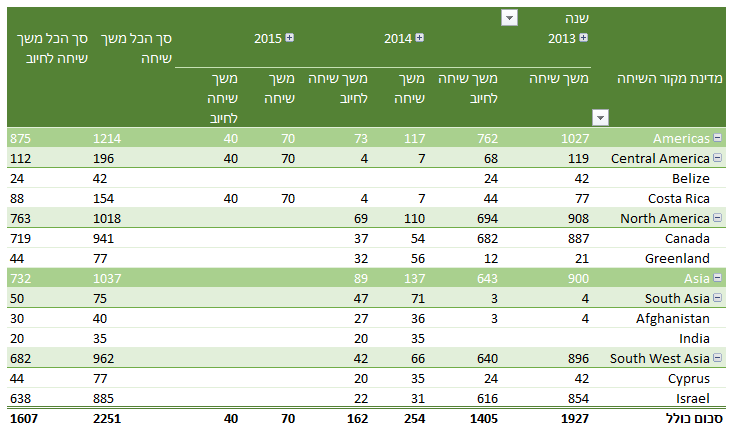 שנה
2013 2014 2015 סך הכל משך שיחה סך הכל משך שיחה לחיוב
מדינת מקור השיחה משך שיחה משך שיחה לחיוב משך שיחה משך שיחה לחיוב משך שיחה משך שיחה לחיוב
Americas 1027 762 117 73 70 40 1214 875
Central America 119 68 7 4 70 40 196 112
Belize 42 24 42 24
Costa Rica 77 44 7 4 70 40 154 88
North America 908 694 110 69 1018 763
Canada 887 682 54 37 941 719
Greenland 21 12 56 32 77 44
Asia 900 643 137 89 1037 732
South Asia 4 3 71 47 75 50
Afghanistan 4 3 36 27 40 30
India 35 20 35 20
South West Asia 896 640 66 42 962 682
Cyprus 42 24 35 20 77 44
Israel 854 616 31 22 885 638
סכום כולל 1927 1405 254 162 70 40 2251 1607